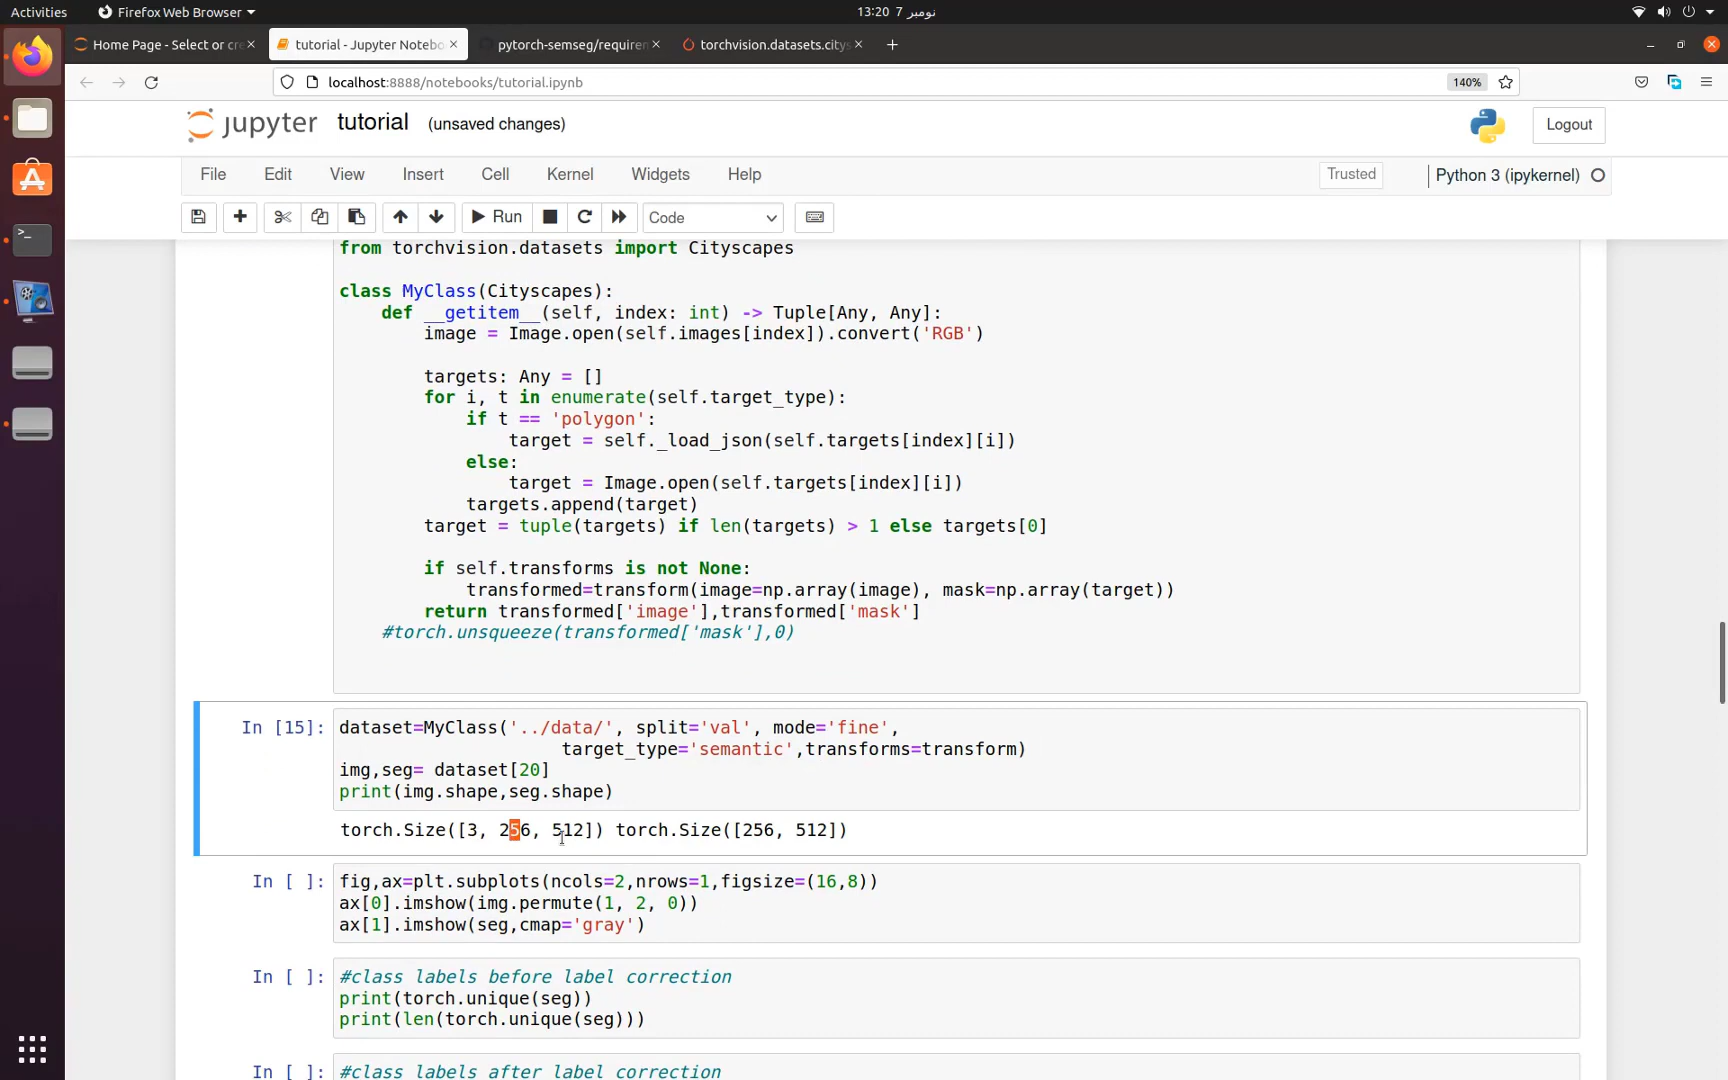 Activities
Firefox Web Browser
نومبر 7 13:20
Home Page - Select or cre
tutorial - Jupyter Notebo
pytorch-semseg/requirem
torchvision.datasets.citys
localhost:8888/notebooks/tutorial.ipynb
140%
jupyter tutorial (unsaved changes)
Logout
File Edit View Insert Cell Kernel Widgets Help
Trusted
Python 3 (ipykernel)
Run
Code
from torchvision.datasets import Cityscapes
class MyClass(Cityscapes):
def __getitem__(self, index: int) -> Tuple[Any, Any]:
image = Image.open(self.images[index]).convert('RGB')
targets: Any = []
for i, t in enumerate(self.target_type):
if t == 'polygon':
target = self._load_json(self.targets[index][i])
else:
target = Image.open(self.targets[index][i])
targets.append(target)
target = tuple(targets) if len(targets) > 1 else targets[0]
if self.transforms is not None:
transformed=transform(image=np.array(image), mask=np.array(target))
return transformed['image'],transformed['mask']
#torch.unsqueeze(transformed['mask'],0)
In [15]:
dataset=MyClass('../data/', split='val', mode='fine',
target_type='semantic',transforms=transform)
img,seg= dataset[20]
print(img.shape,seg.shape)
torch.Size([3, 256, 512]) torch.Size([256, 512])
In [ ]:
fig,ax=plt.subplots(ncols=2,nrows=1,figsize=(16,8))
ax[0].imshow(img.permute(1, 2, 0))
ax[1].imshow(seg,cmap='gray')
In [ ]:
#class labels before label correction
print(torch.unique(seg))
print(len(torch.unique(seg)))
In [ ]:
#class labels after label correction